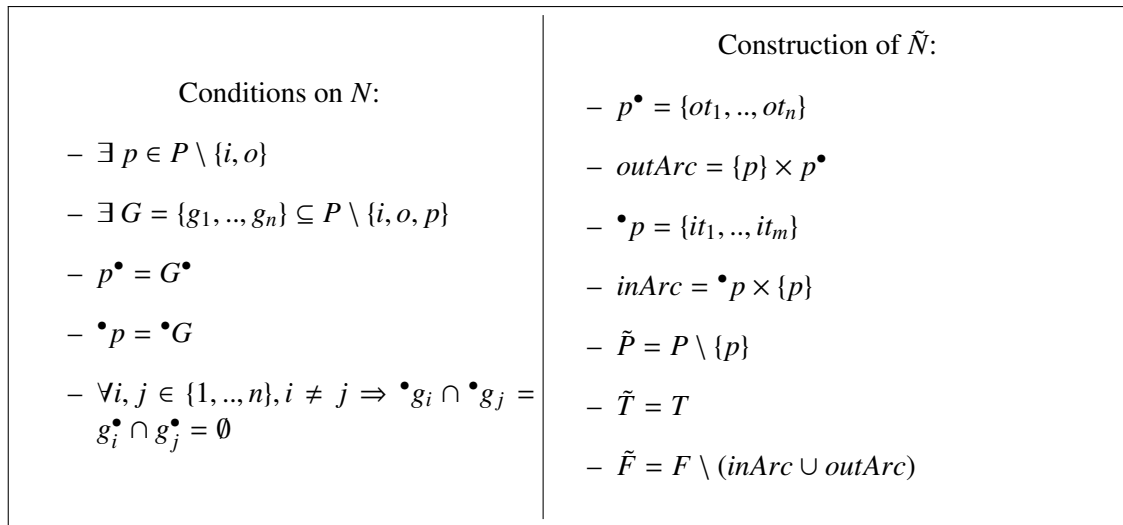 Conditions on N:
– ∃ p ∈ P \ {i, o}
– ∃ G = {g₁, .., gₙ} ⊆ P \ {i, o, p}
– p• = G•
– •p = •G
– ∀i, j ∈ {1, .., n}, i ≠ j ⇒ •gᵢ ∩ •gⱼ =
gᵢ• ∩ gⱼ• = ∅
Construction of Ñ:
– p• = {ot₁, .., otₙ}
– outArc = {p} × p•
– •p = {it₁, .., itₘ}
– inArc = •p × {p}
– P̃ = P \ {p}
– T̃ = T
– F̃ = F \ (inArc ∪ outArc)